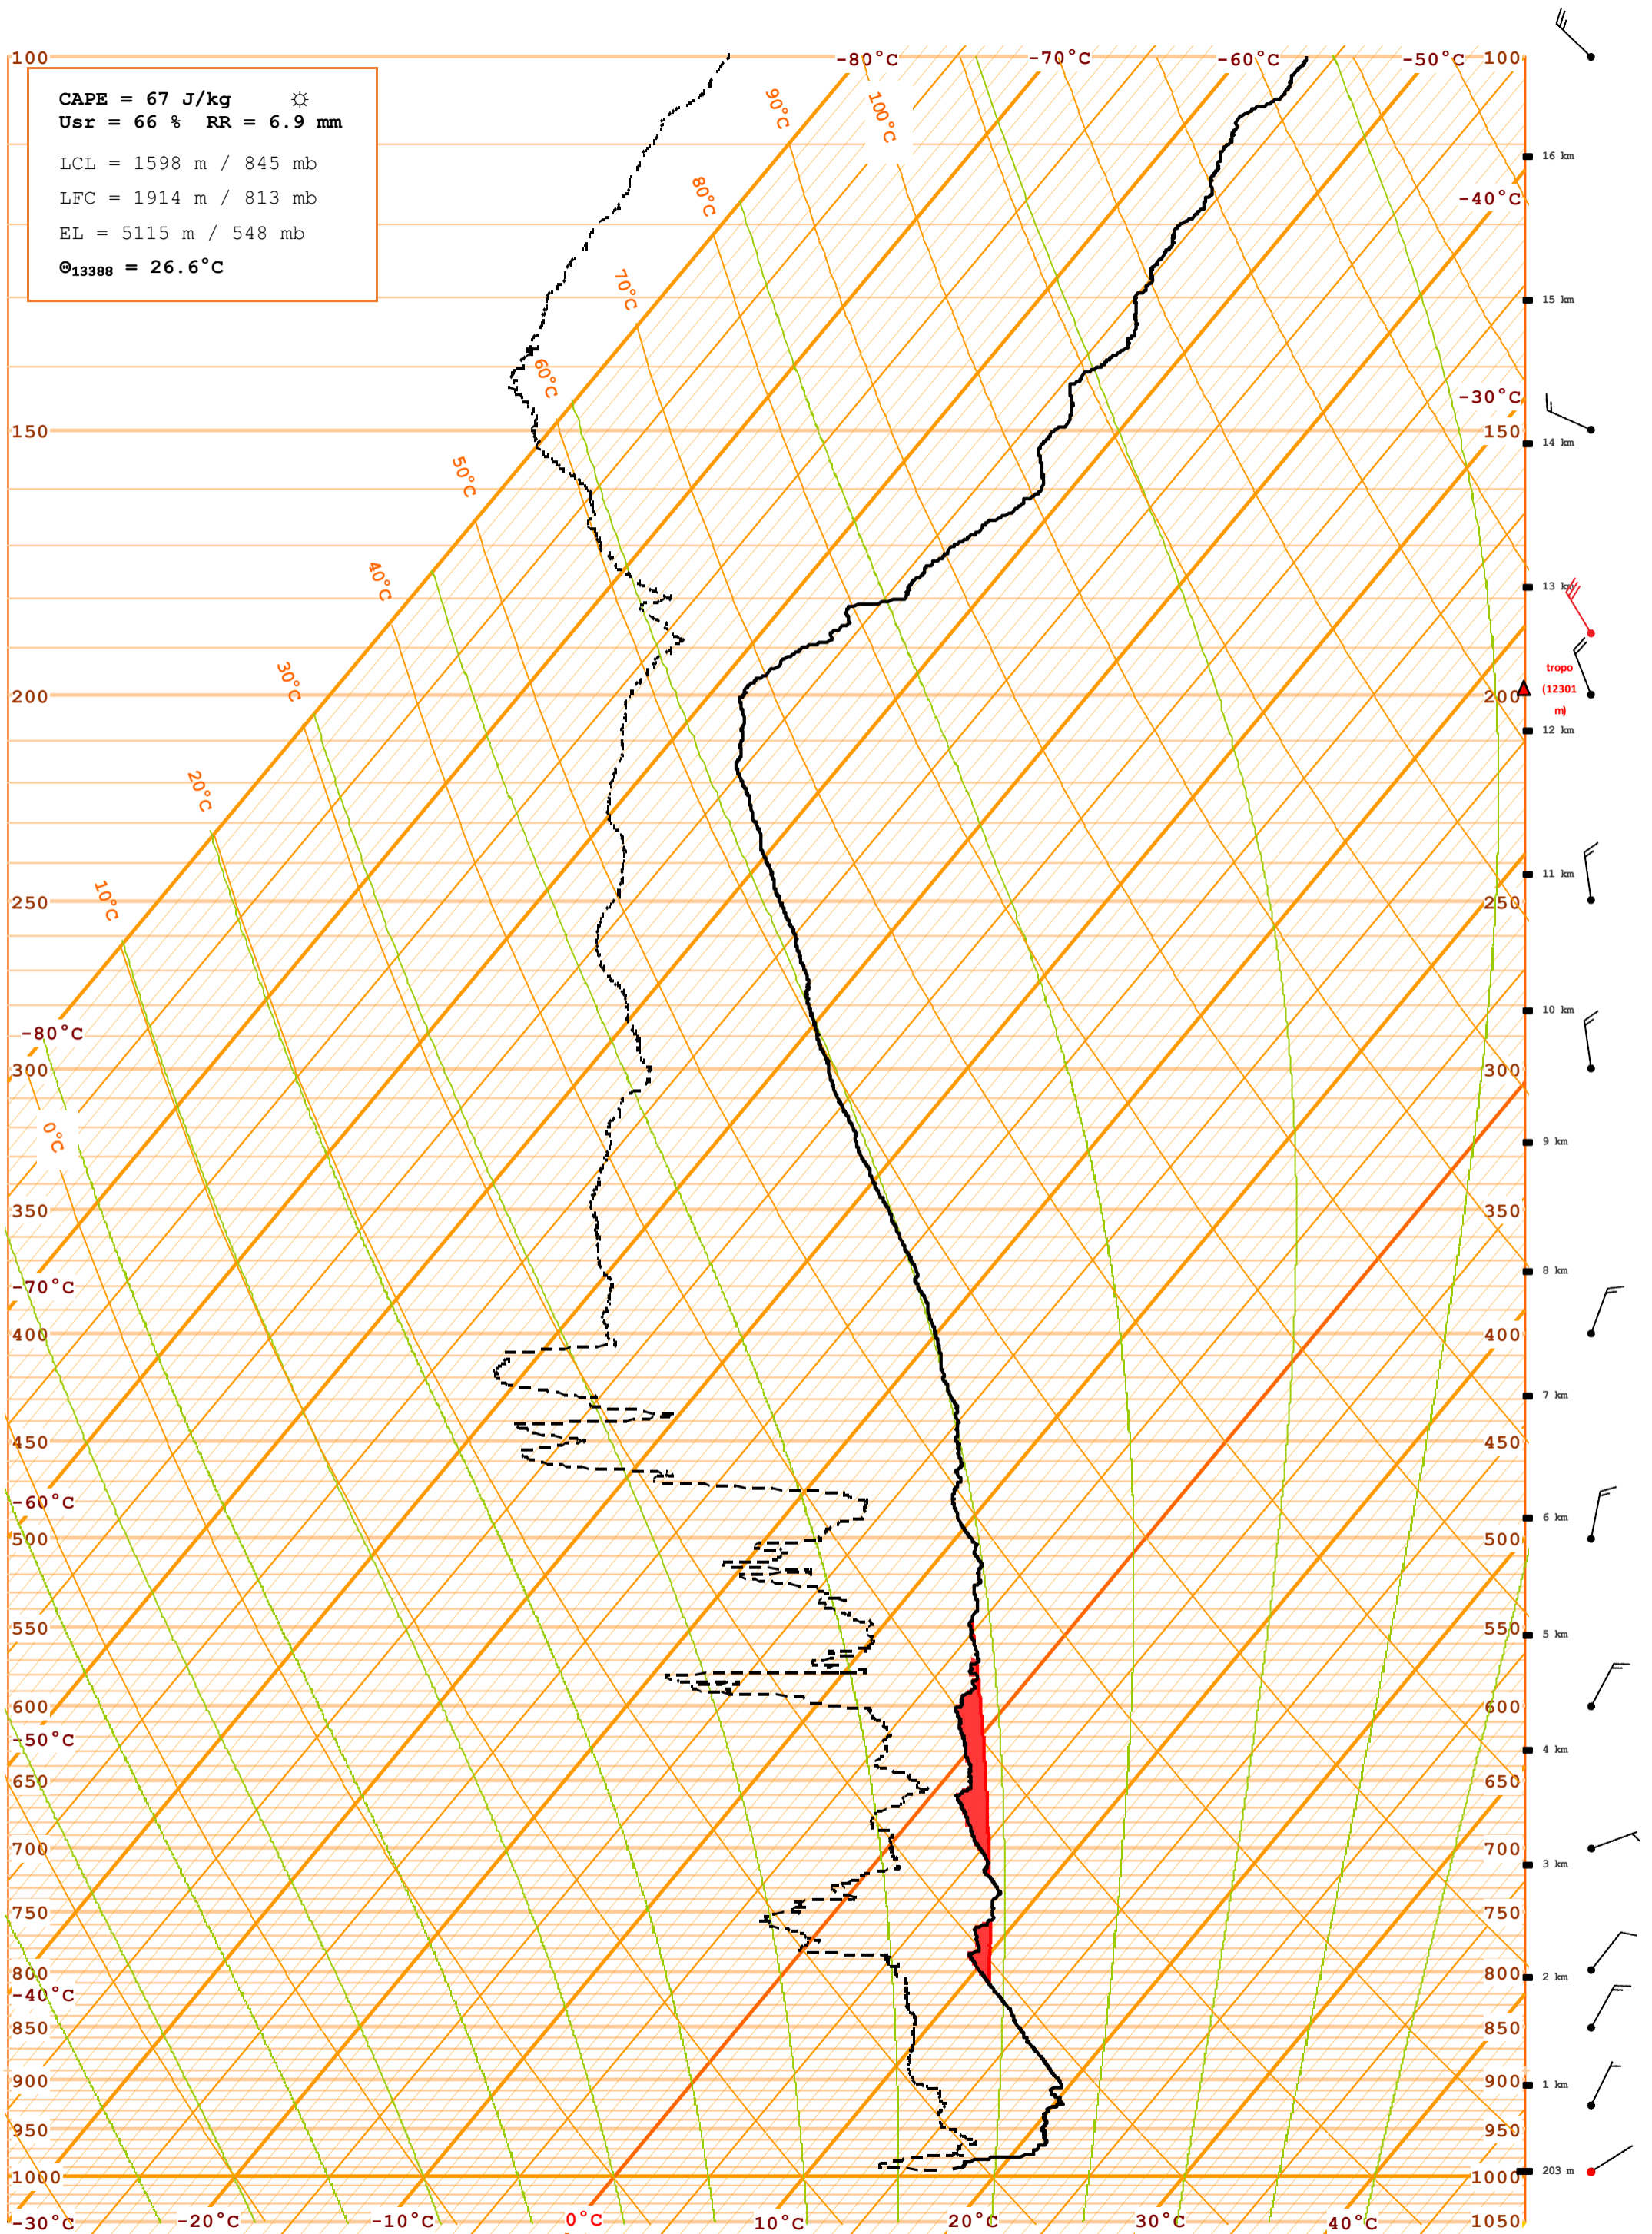 100 -80°C -70°C -60°C -50°C 100
CAPE = 67 J/kg ☼
Usr = 66 % RR = 6.9 mm
LCL = 1598 m / 845 mb
LFC = 1914 m / 813 mb
EL = 5115 m / 548 mb
Θ13388 = 26.6°C
90°C 100°C
16 km
80°C -40°C
70°C 15 km
60°C -30°C
150 150 14 km
50°C
40°C 13 km
30°C tropo
200 200 (12301
m)
12 km
20°C
10°C 11 km
250 250
10 km
-80°C
300 300
0°C 9 km
350 350
8 km
-70°C
400 400
7 km
450 450
-60°C
6 km
500 500
550 550 5 km
600 600
-50°C
4 km
650 650
700 700
3 km
750 750
800 800 2 km
-40°C
850 850
900 900 1 km
950 950
1000 1000 203 m
-30°C -20°C -10°C 0°C 10°C 20°C 30°C 40°C 1050